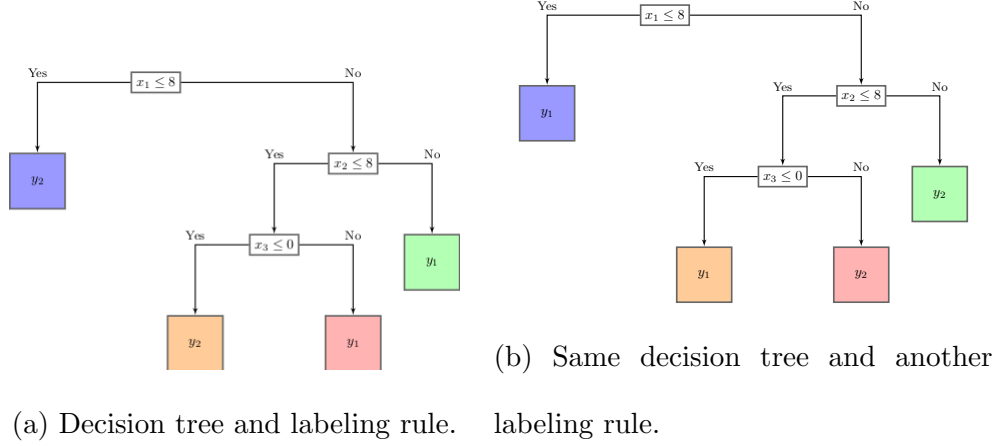 Yes
x₁ ≤ 8
No
y₂
Yes
x₂ ≤ 8
No
Yes
x₃ ≤ 0
No
y₁
y₂
y₁
(a) Decision tree and labeling rule.
Yes
x₁ ≤ 8
No
y₁
Yes
x₂ ≤ 8
No
Yes
x₃ ≤ 0
No
y₂
y₁
y₂
(b) Same decision tree and another
labeling rule.